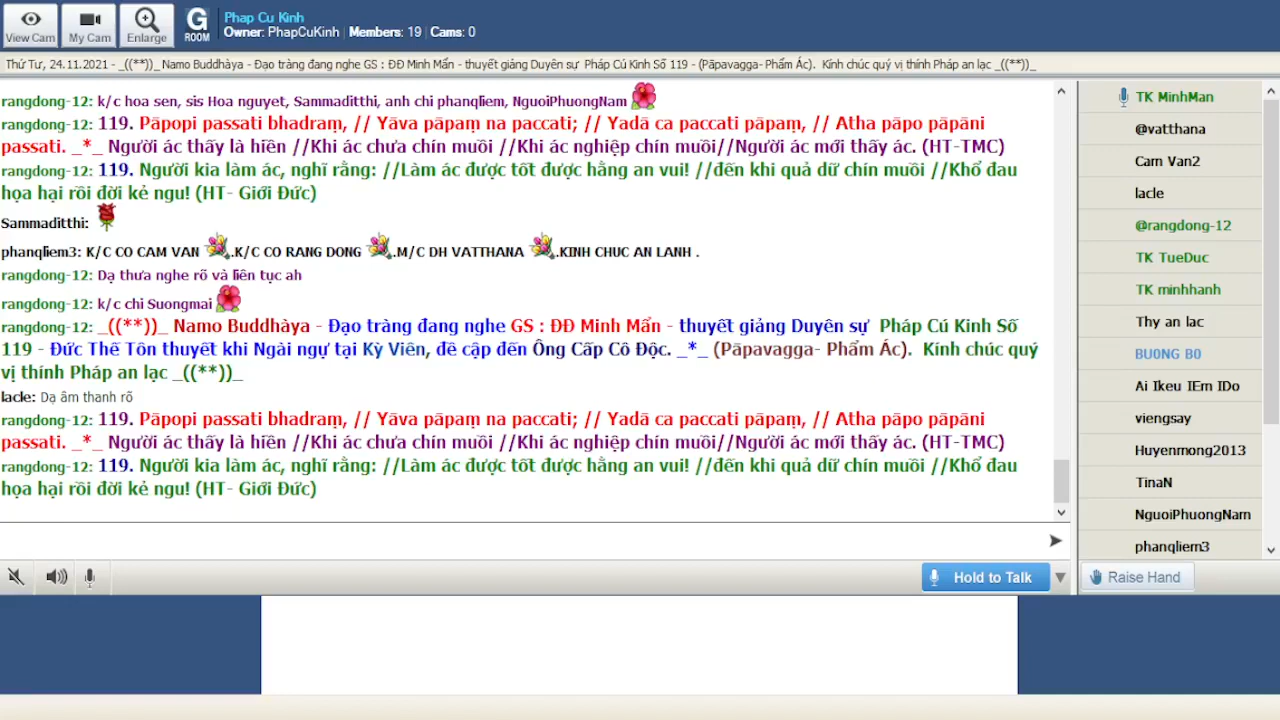 View Cam
My Cam
Enlarge
G
ROOM
Phap Cu Kinh
Owner: PhapCuKinh | Members: 19 | Cams: 0
Thứ Tư, 24.11.2021 - _((**))_ Namo Buddhàya - Đạo tràng đang nghe GS : ĐĐ Minh Mẩn - thuyết giảng Duyên sự  Pháp Cú Kinh Số 119 - (Pāpavagga- Phẩm Ác).  Kính chúc quý vị thính Pháp an lạc _((**))_
rangdong-12: k/c hoa sen, sis Hoa nguyet, Sammaditthi, anh chi phanqliem, NguoiPhuongNam
rangdong-12: 119. Pāpopi passati bhadraṃ, // Yāva pāpaṃ na paccati; // Yadā ca paccati pāpaṃ, // Atha pāpo pāpāni
passati. _*_ Người ác thấy là hiền //Khi ác chưa chín muồi //Khi ác nghiệp chín muồi//Người ác mới thấy ác. (HT-TMC)
rangdong-12: 119. Người kia làm ác, nghĩ rằng: //Làm ác được tốt được hằng an vui! //đến khi quả dữ chín muồi //Khổ đau
họa hại rồi đời kẻ ngu! (HT- Giới Đức)
Sammaditthi:
phanqliem3: K/C CO CAM VAN .K/C CO RANG DONG .M/C DH VATTHANA .KINH CHUC AN LANH .
rangdong-12: Dạ thưa nghe rõ và liên tục ah
rangdong-12: k/c chi Suongmai
rangdong-12: _((**))_ Namo Buddhàya - Đạo tràng đang nghe GS : ĐĐ Minh Mẩn - thuyết giảng Duyên sự  Pháp Cú Kinh Số
119 - Đức Thế Tôn thuyết khi Ngài ngự tại Kỳ Viên, đề cập đến Ông Cấp Cô Độc. _*_ (Pāpavagga- Phẩm Ác).  Kính chúc quý
vị thính Pháp an lạc _((**))_
lacle: Dạ âm thanh rõ
rangdong-12: 119. Pāpopi passati bhadraṃ, // Yāva pāpaṃ na paccati; // Yadā ca paccati pāpaṃ, // Atha pāpo pāpāni
passati. _*_ Người ác thấy là hiền //Khi ác chưa chín muồi //Khi ác nghiệp chín muồi//Người ác mới thấy ác. (HT-TMC)
rangdong-12: 119. Người kia làm ác, nghĩ rằng: //Làm ác được tốt được hằng an vui! //đến khi quả dữ chín muồi //Khổ đau
họa hại rồi đời kẻ ngu! (HT- Giới Đức)
Hold to Talk
TK MinhMan
@vatthana
Cam Van2
lacle
@rangdong-12
TK TueDuc
TK minhhanh
Thy an lac
BU0NG B0
Ai Ikeu IEm IDo
viengsay
Huyenmong2013
TinaN
NguoiPhuongNam
phanqliem3
Raise Hand